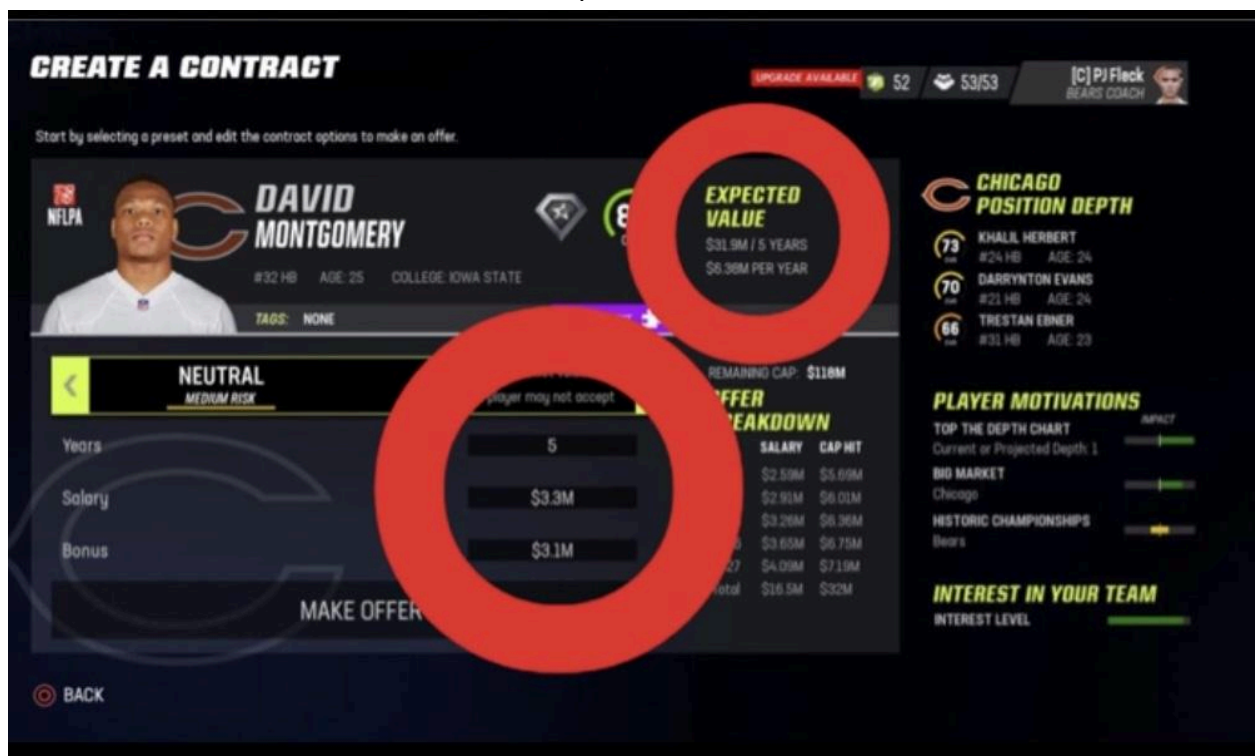 CREATE A CONTRACT
UPGRADE AVAILABLE 52 53/53 [C] PJ Fleck
BEARS COACH
Start by selecting a preset and edit the contract options to make an offer.
NFLPA
DAVID
MONTGOMERY
#32 HB AGE: 25 COLLEGE: IOWA STATE
TAGS: NONE
EXPECTED
VALUE
$31.9M / 5 YEARS
$6.38M PER YEAR
CHICAGO
POSITION DEPTH
73 KHALIL HERBERT
#24 HB AGE: 24
70 DARRYNTON EVANS
#21 HB AGE: 24
66 TRESTAN EBNER
#31 HB AGE: 23
NEUTRAL
MEDIUM RISK
player may not accept
Years 5
Salary $3.3M
Bonus $3.1M
MAKE OFFER
REMAINING CAP: $118M
SALARY CAP HIT
$2.59M $5.69M
$2.91M $6.01M
$3.26M $6.36M
$3.65M $6.75M
$4.09M $7.19M
$16.5M $32M
PLAYER MOTIVATIONS
IMPACT
TOP THE DEPTH CHART
Current or Projected Depth: 1
BIG MARKET
Chicago
HISTORIC CHAMPIONSHIPS
Bears
INTEREST IN YOUR TEAM
INTEREST LEVEL
BACK